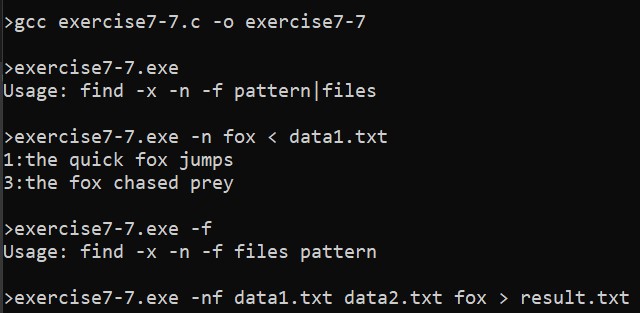 >gcc exercise7-7.c -o exercise7-7
>exercise7-7.exe
Usage: find -x -n -f pattern|files
>exercise7-7.exe -n fox < data1.txt
1:the quick fox jumps
3:the fox chased prey
>exercise7-7.exe -f
Usage: find -x -n -f files pattern
>exercise7-7.exe -nf data1.txt data2.txt fox > result.txt